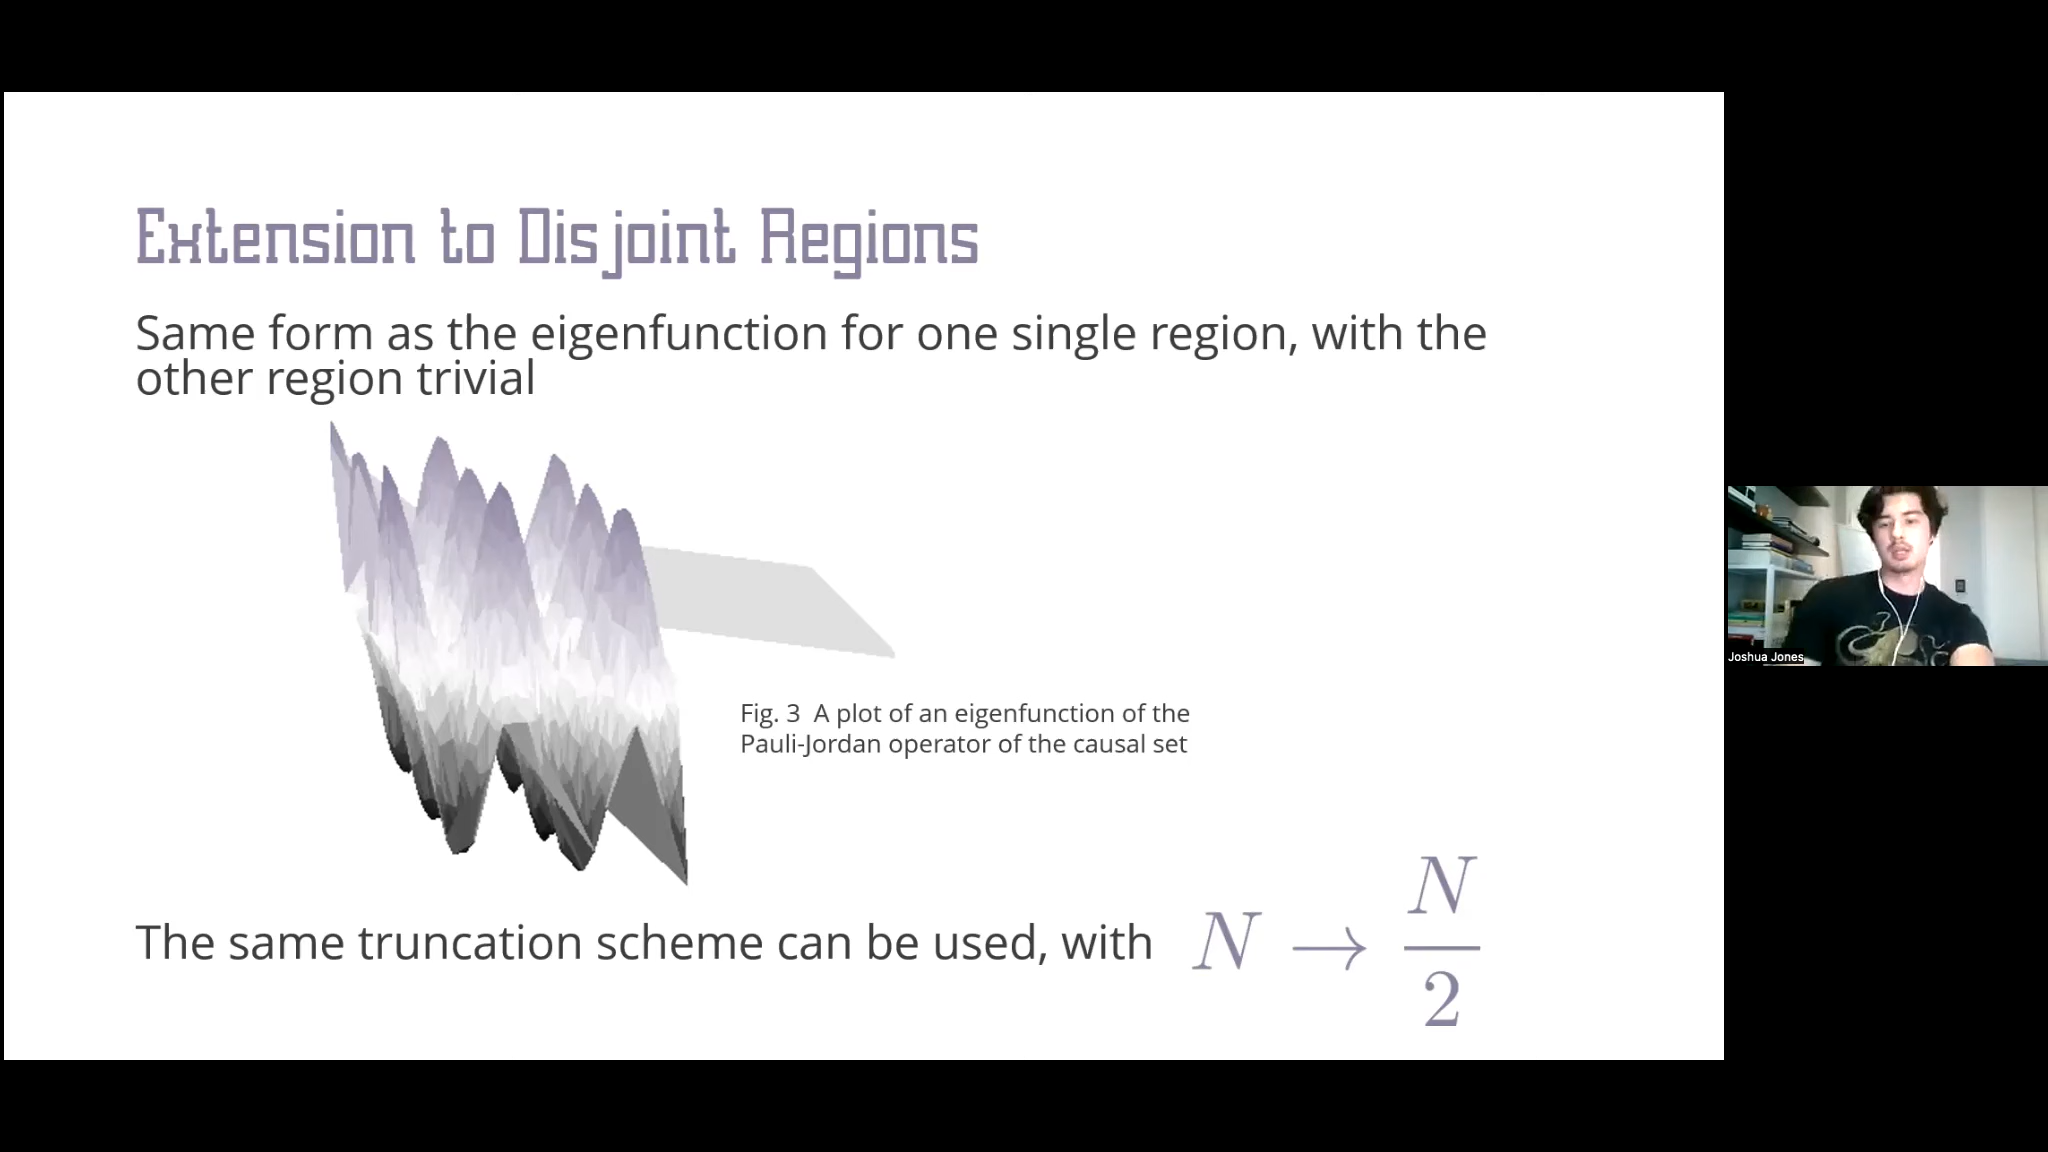 Extension to Disjoint Regions
Same form as the eigenfunction for one single region, with the
other region trivial
Fig. 3 A plot of an eigenfunction of the
Pauli-Jordan operator of the causal set
The same truncation scheme can be used, with N → N/2
Joshua Jones